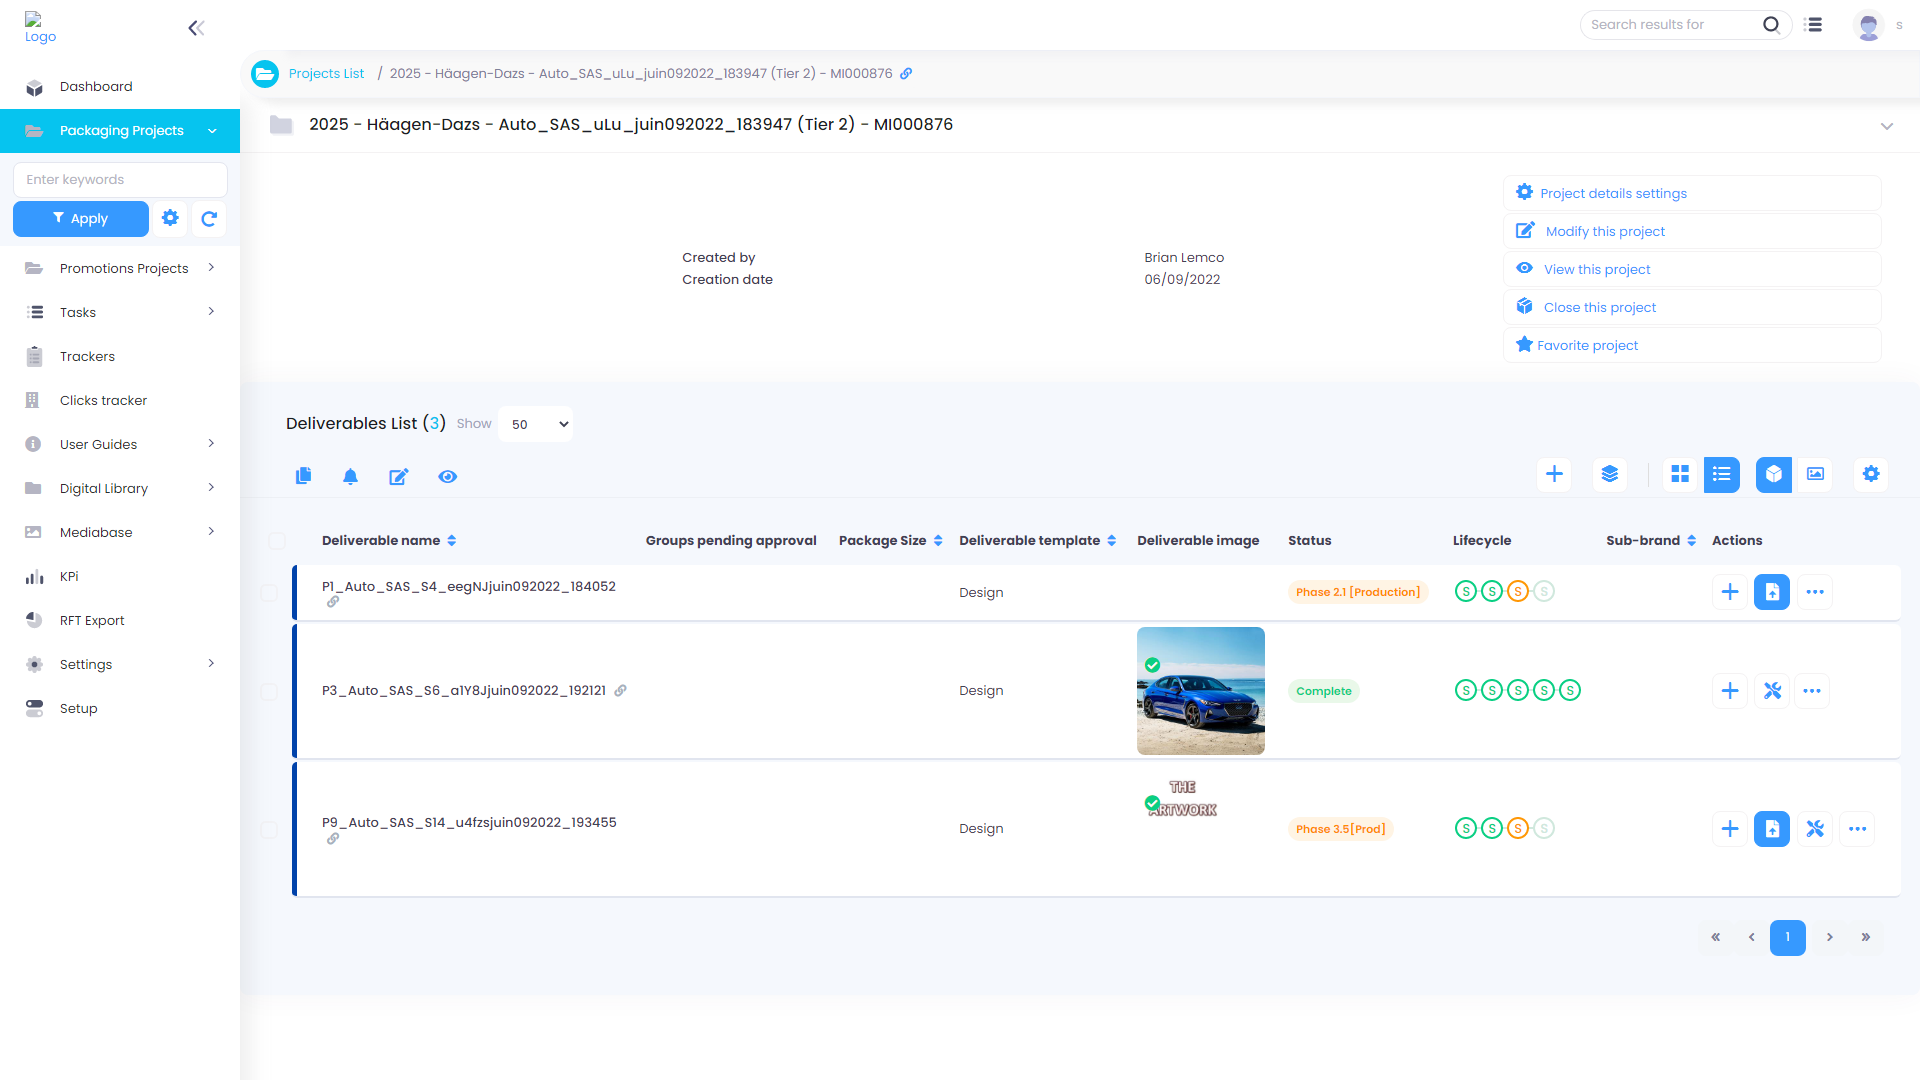 Logo
Search results for
s
Dashboard
Packaging Projects
Enter keywords
Apply
Promotions Projects
Tasks
Trackers
Clicks tracker
User Guides
Digital Library
Mediabase
KPi
RFT Export
Settings
Setup
Projects List / 2025 - Häagen-Dazs - Auto_SAS_uLu_juin092022_183947 (Tier 2) - MI000876
2025 - Häagen-Dazs - Auto_SAS_uLu_juin092022_183947 (Tier 2) - MI000876
Created by Brian Lemco
Creation date 06/09/2022
Project details settings
Modify this project
View this project
Close this project
Favorite project
Deliverables List (3) Show 50
Deliverable name Groups pending approval Package Size Deliverable template Deliverable image Status Lifecycle Sub-brand Actions
P1_Auto_SAS_S4_eegNJjuin092022_184052 Design Phase 2.1 [Production] S S S S
P3_Auto_SAS_S6_a1Y8Jjuin092022_192121 Design Complete S S S S S
THE
ARTWORK
P9_Auto_SAS_S14_u4fzsjuin092022_193455 Design Phase 3.5[Prod] S S S S
« ‹ 1 › »